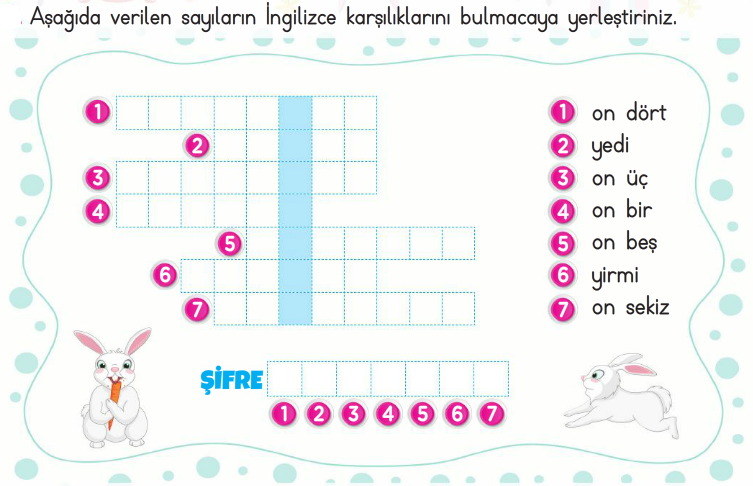 . Aşağıda verilen sayıların İngilizce karşılıklarını bulmacaya yerleştiriniz.
1
2
3
4
5
6
7
1 on dört
2 yedi
3 on üç
4 on bir
5 on beş
6 yirmi
7 on sekiz
ŞİFRE
1 2 3 4 5 6 7